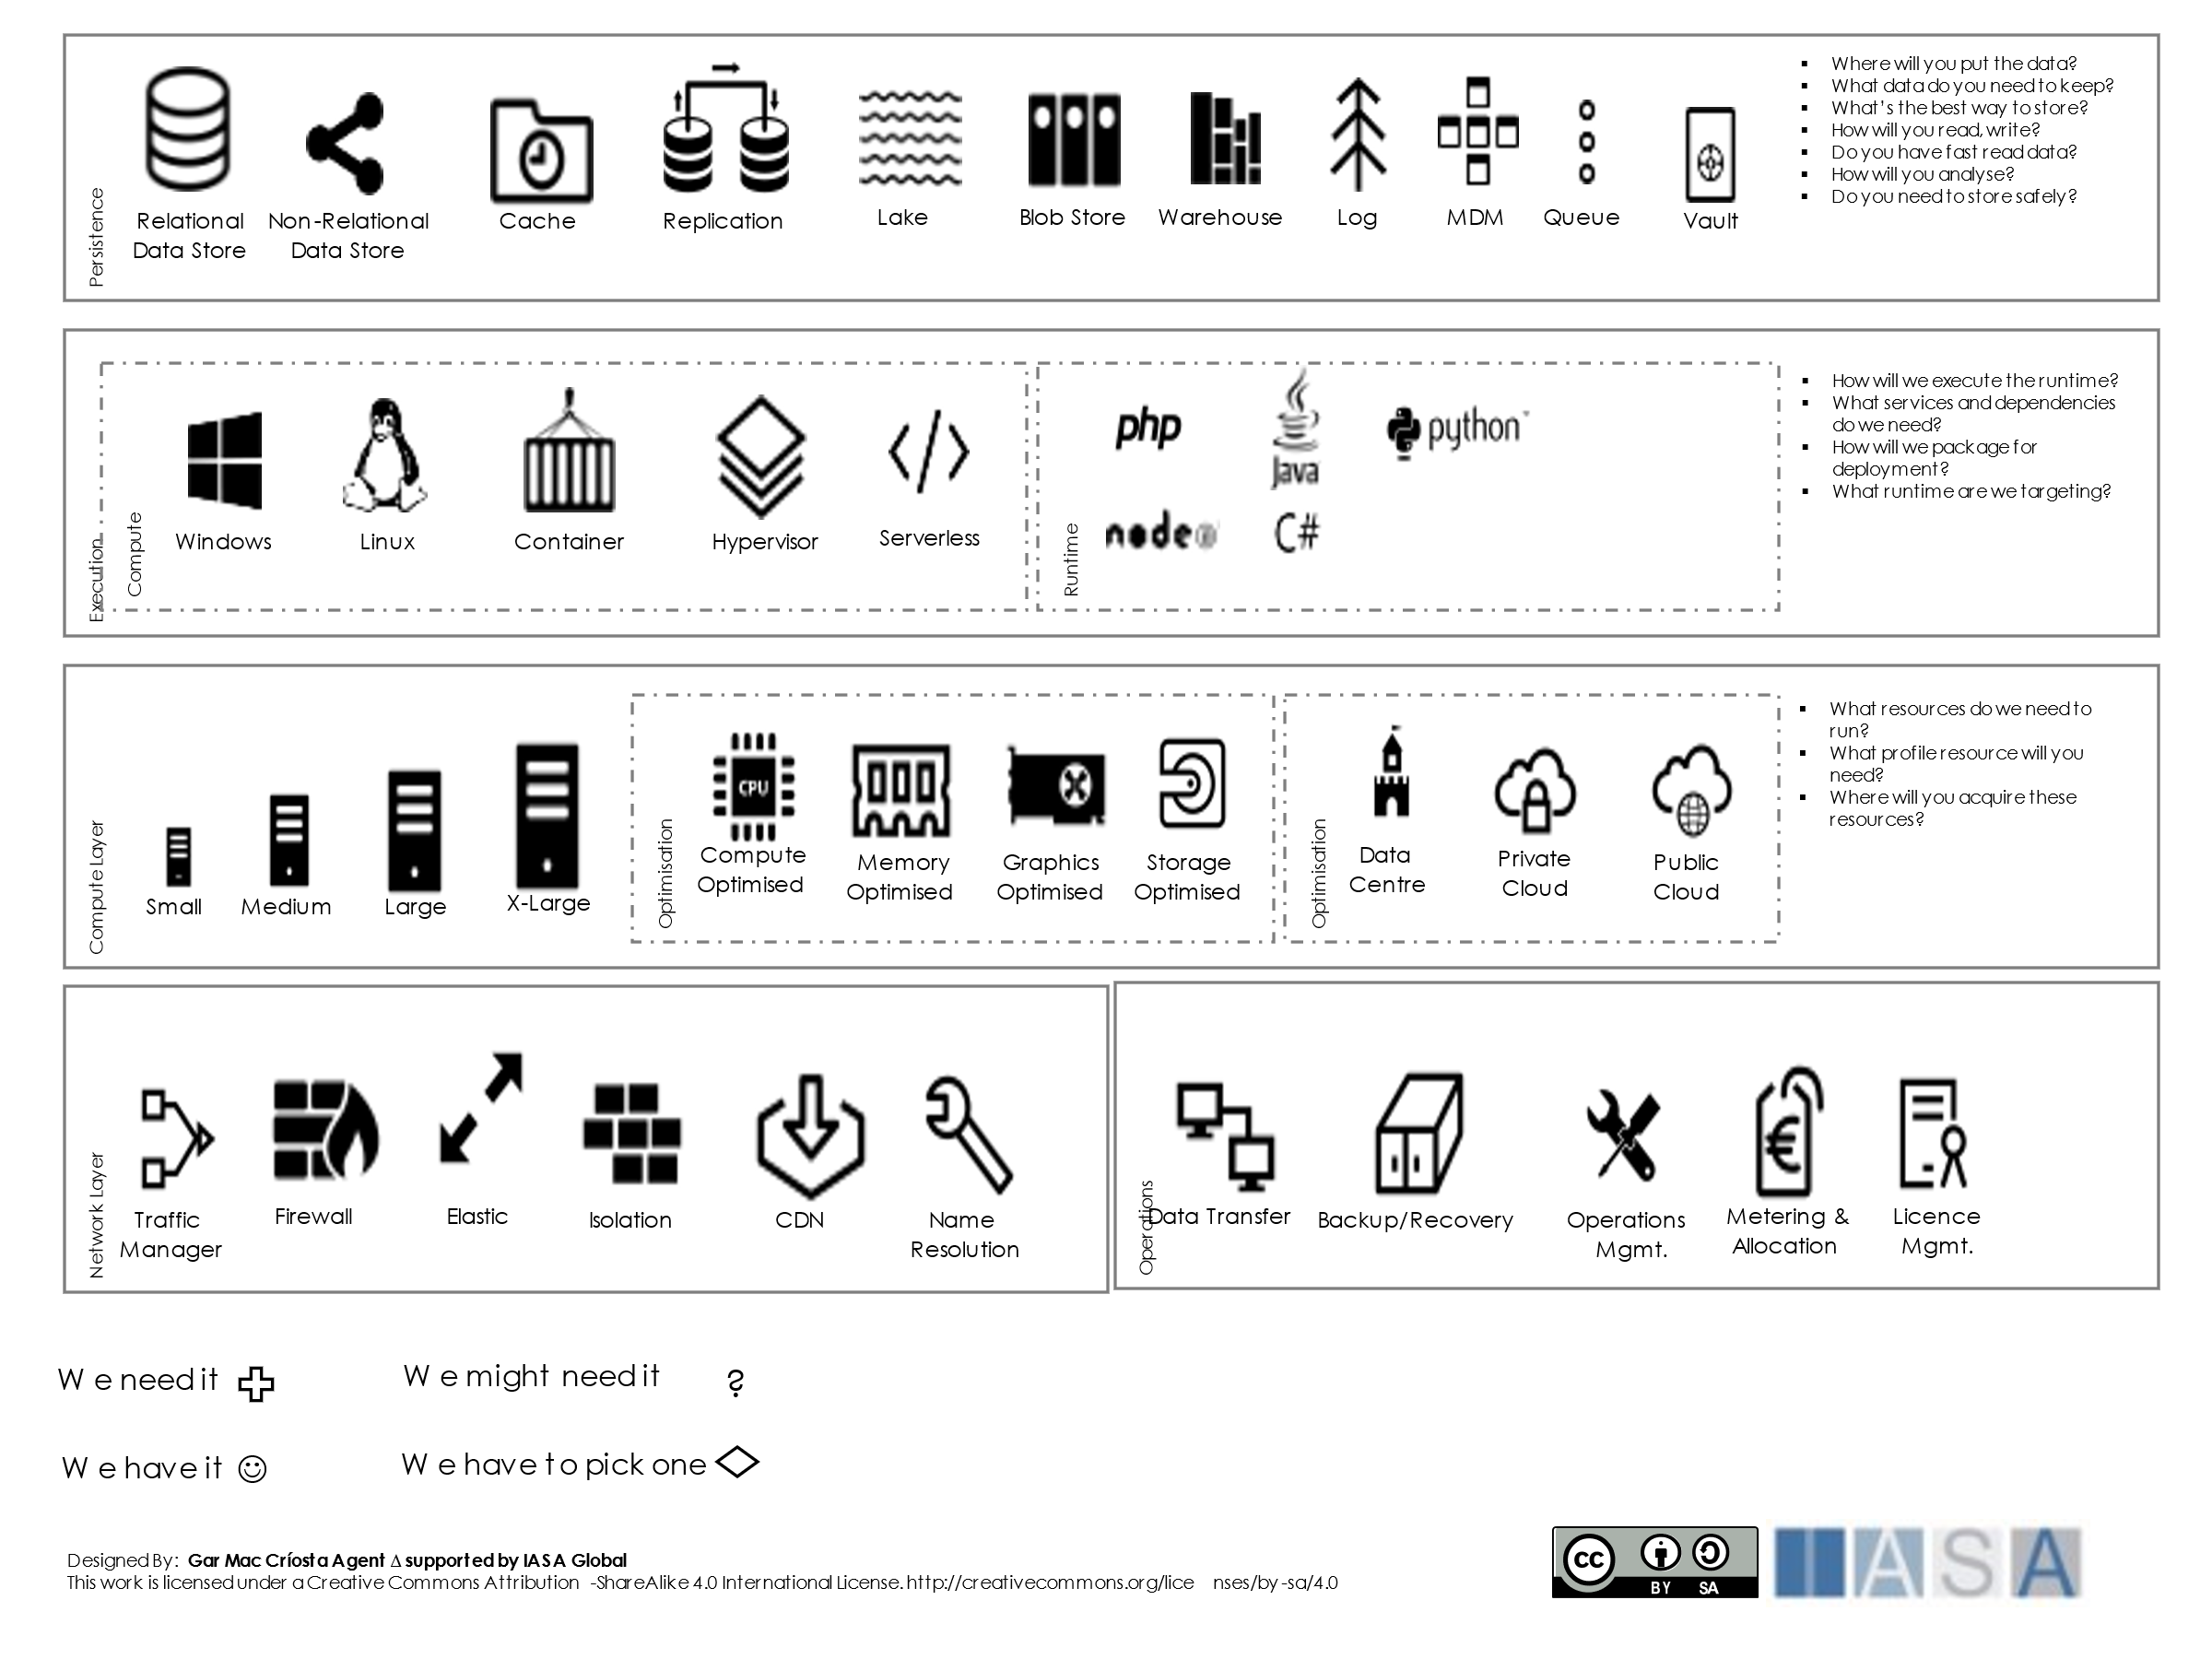 Persistence
Relational
Data Store
Non-Relational
Data Store
Cache
Replication
Lake
Blob Store
Warehouse
Log
MDM
Queue
Vault
▪ Where will you put the data?
▪ What data do you need to keep?
▪ What's the best way to store?
▪ How will you read, write?
▪ Do you have fast read data?
▪ How will you analyse?
▪ Do you need to store safely?
Execution
Compute
Windows
Linux
Container
Hypervisor
Serverless
Runtime
php
Java
python
node
C#
▪ How will we execute the runtime?
▪ What services and dependencies
do we need?
▪ How will we package for
deployment?
▪ What runtime are we targeting?
Compute Layer
Small
Medium
Large
X-Large
Optimisation
CPU
Compute
Optimised
Memory
Optimised
Graphics
Optimised
Storage
Optimised
Optimisation
Data
Centre
Private
Cloud
Public
Cloud
▪ What resources do we need to
run?
▪ What profile resource will you
need?
▪ Where will you acquire these
resources?
Network Layer
Traffic
Manager
Firewall
Elastic
Isolation
CDN
Name
Resolution
Operations
Data Transfer
Backup/Recovery
Operations
Mgmt.
€
Metering &
Allocation
Licence
Mgmt.
We need it
We might need it ?
We have it
We have to pick one
Designed By: Gar Mac Críosta Agent Δ supported by IASA Global
This work is licensed under a Creative Commons Attribution -ShareAlike 4.0 International License. http://creativecommons.org/lice nses/by-sa/4.0
cc
BY SA
IASA